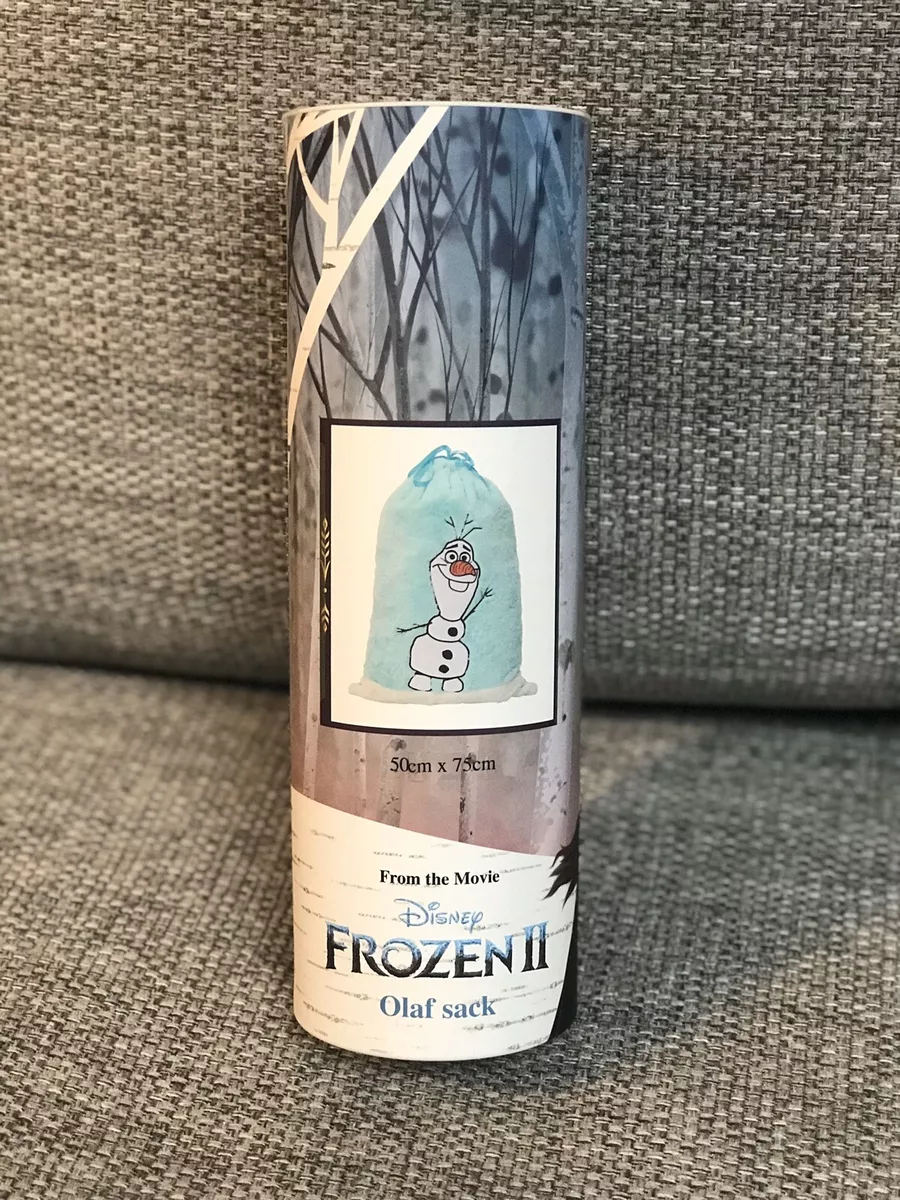 50cm x 75cm
From the Movie
Disney
FROZEN II
Olaf sack